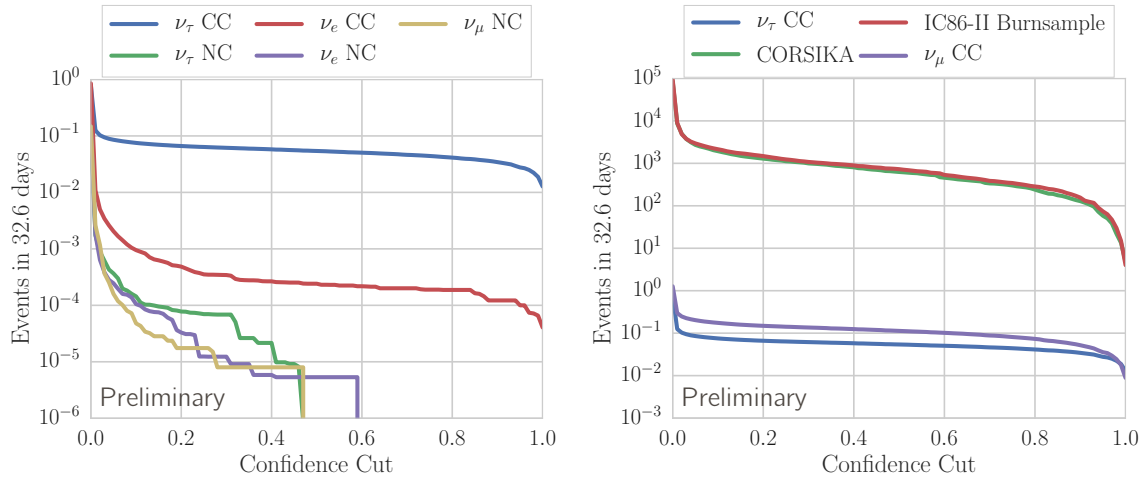 ν_τ CC ν_e CC ν_μ NC
ν_τ NC ν_e NC
10^0
10^−1
10^−2
10^−3
10^−4
10^−5
10^−6
Events in 32.6 days
Preliminary
0.0 0.2 0.4 0.6 0.8 1.0
Confidence Cut
ν_τ CC IC86-II Burnsample
CORSIKA ν_μ CC
10^5
10^4
10^3
10^2
10^1
10^0
10^−1
10^−2
10^−3
Events in 32.6 days
Preliminary
0.0 0.2 0.4 0.6 0.8 1.0
Confidence Cut